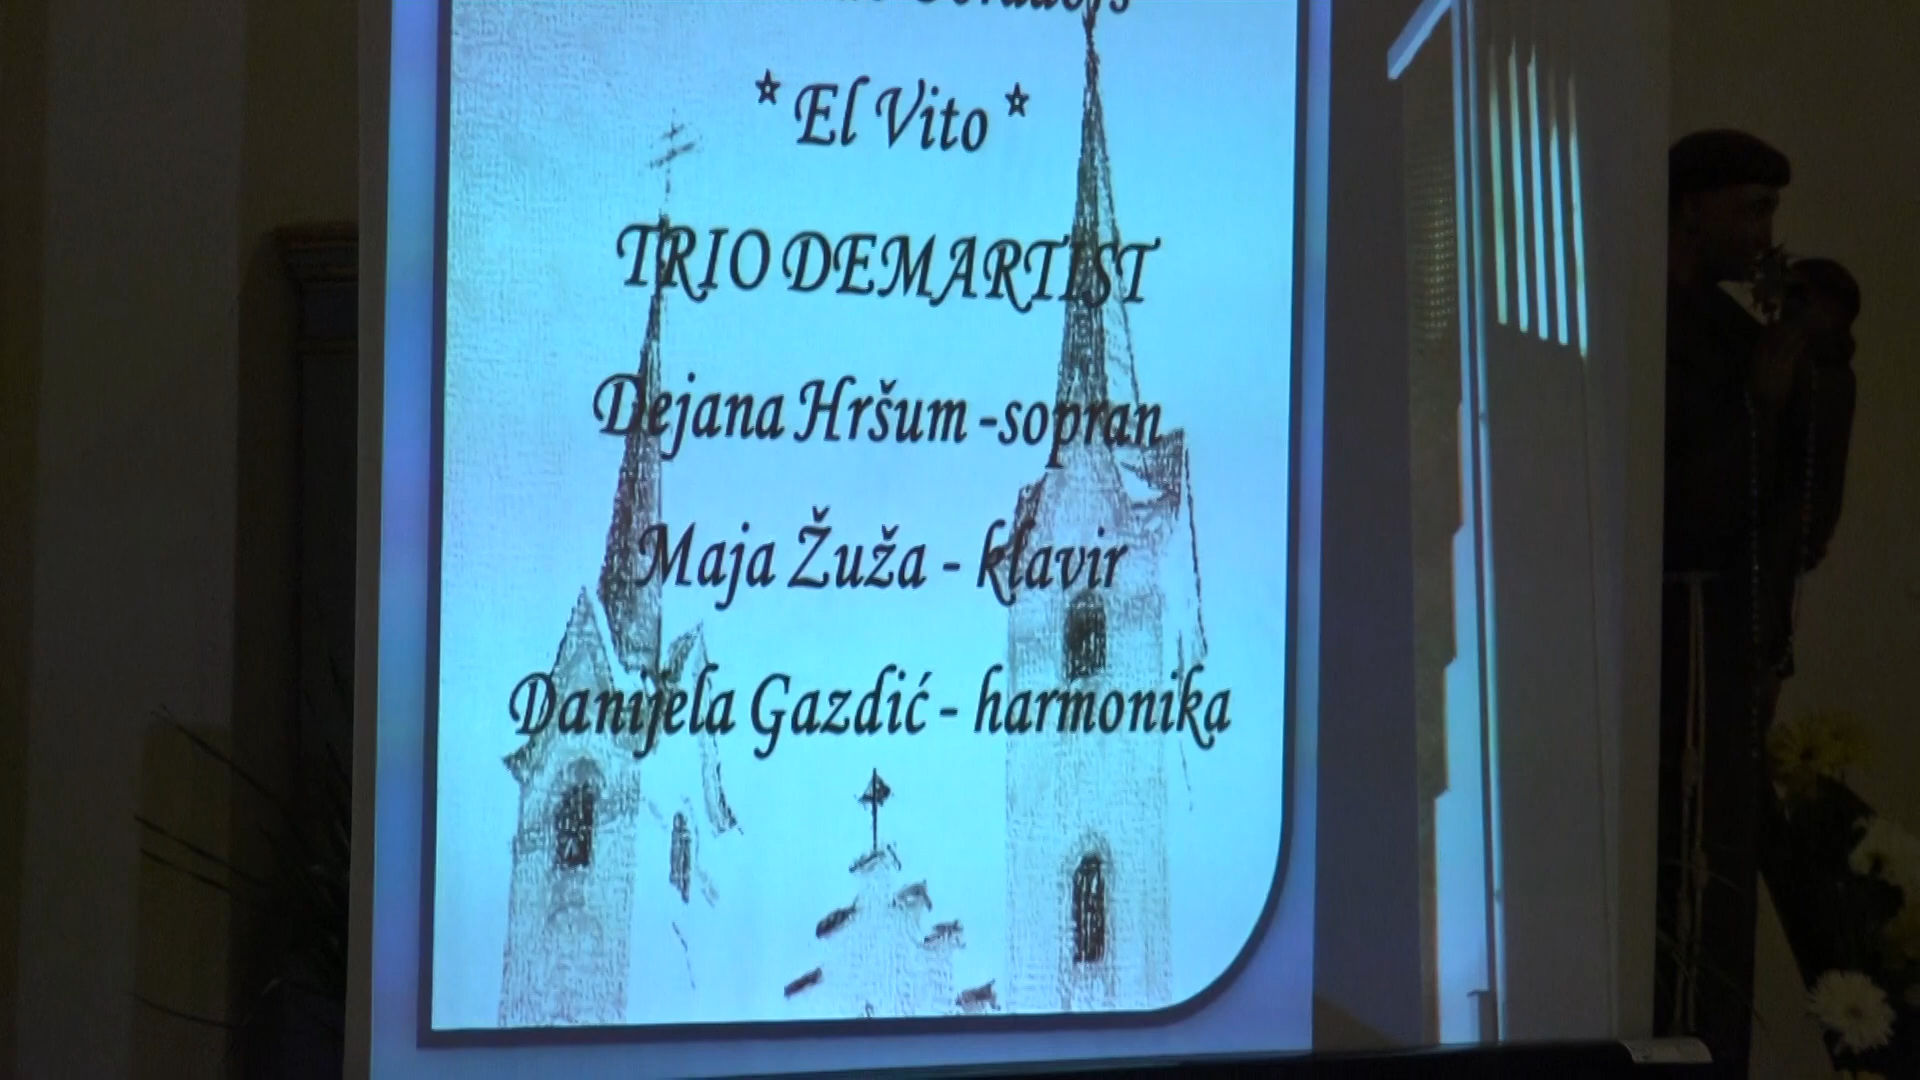 * El Vito *
TRIO DEMARTIST
Dejana Hršum -sopran
Maja Žuža - klavir
Danijela Gazdić - harmonika